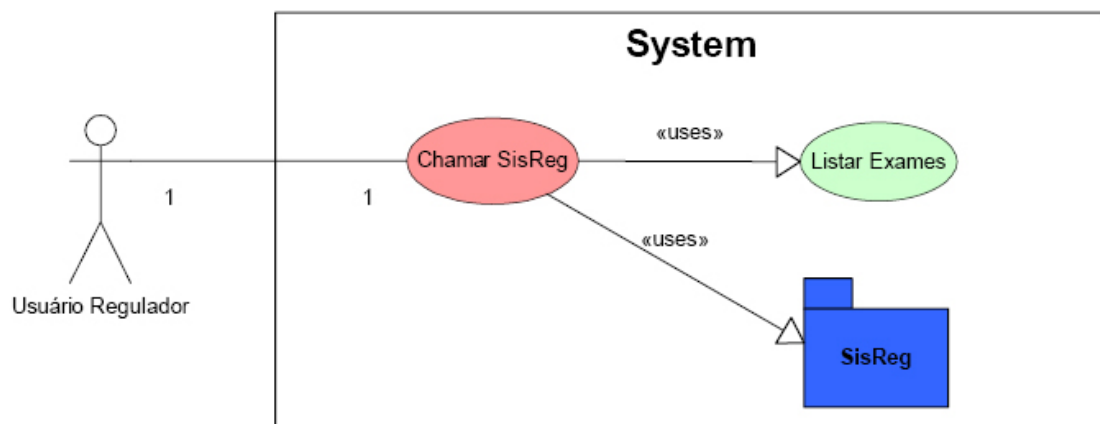 System
«uses»
Chamar SisReg
Listar Exames
1
1
«uses»
Usuário Regulador
SisReg